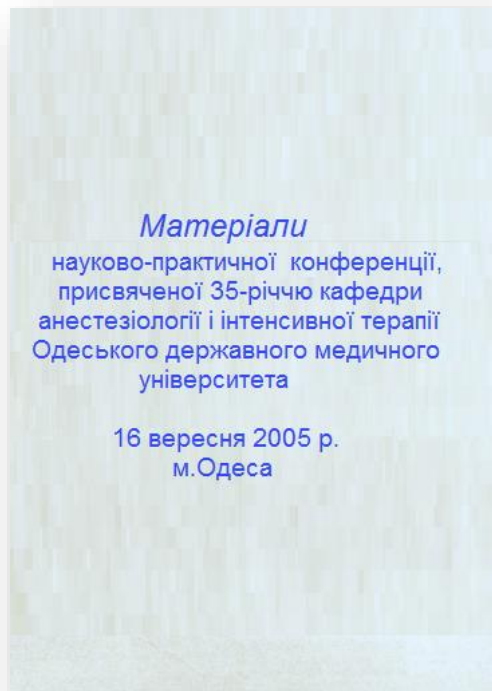 Матеріали
науково-практичної конференції,
присвяченої 35-річчю кафедри
анестезіології і інтенсивної терапії
Одеського державного медичного
університета
16 вересня 2005 р.
м.Одеса